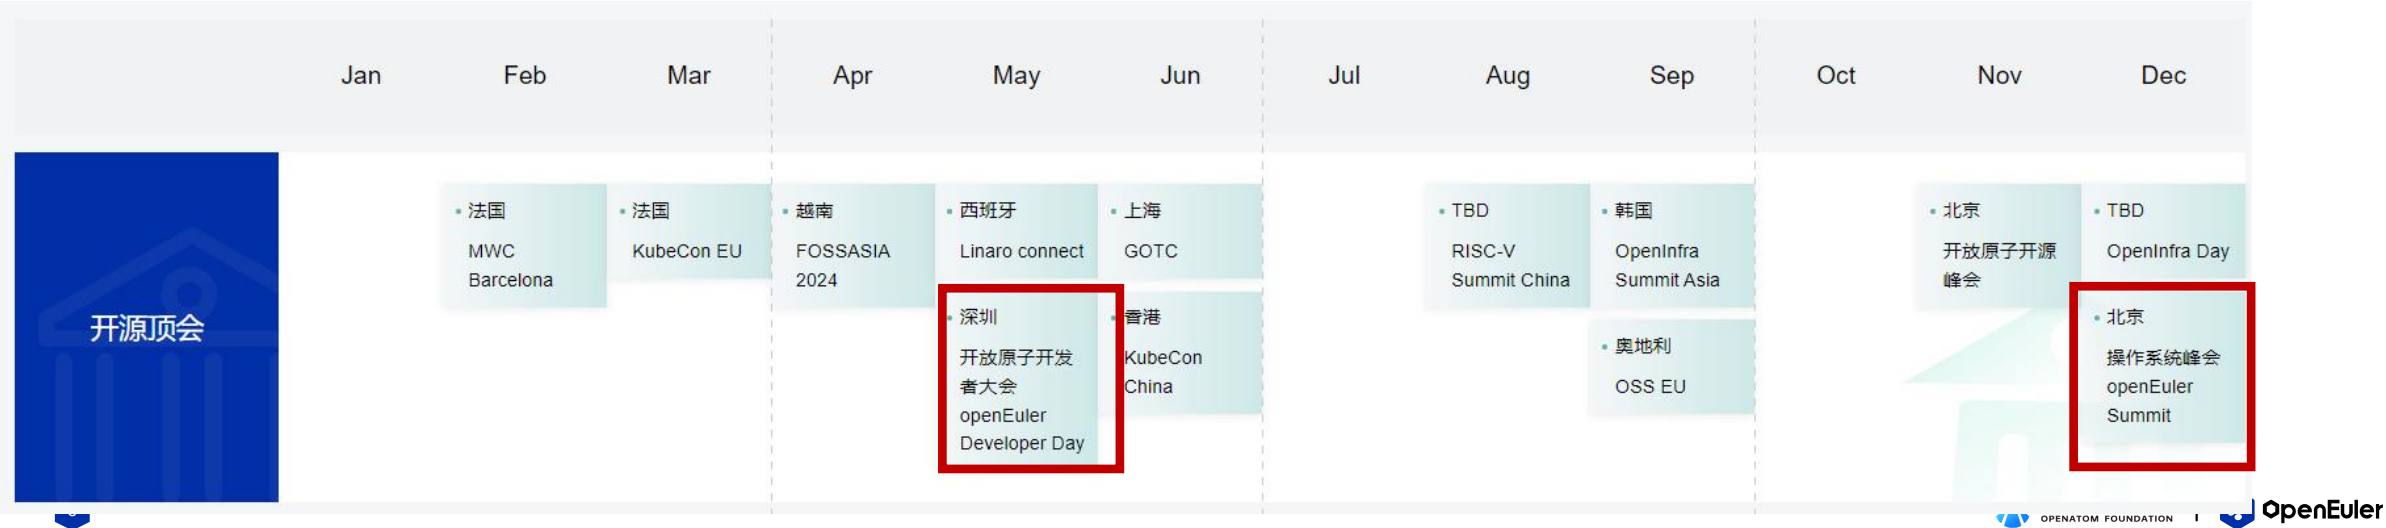 Jan Feb Mar Apr May Jun Jul Aug Sep Oct Nov Dec
开源顶会
法国
MWC
Barcelona
法国
KubeCon EU
越南
FOSSASIA
2024
西班牙
Linaro connect
深圳
开放原子开发
者大会
openEuler
Developer Day
上海
GOTC
香港
KubeCon
China
TBD
RISC-V
Summit China
韩国
OpenInfra
Summit Asia
奥地利
OSS EU
北京
开放原子开源
峰会
TBD
OpenInfra Day
北京
操作系统峰会
openEuler
Summit
OPENATOM FOUNDATION
OpenEuler